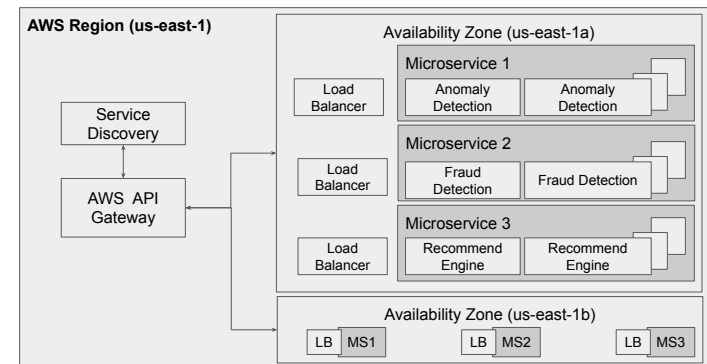 AWS Region (us-east-1)
Service
Discovery
AWS API
Gateway
Availability Zone (us-east-1a)
Microservice 1
Load
Balancer
Anomaly
Detection
Anomaly
Detection
Microservice 2
Load
Balancer
Fraud
Detection
Fraud Detection
Microservice 3
Load
Balancer
Recommend
Engine
Recommend
Engine
Availability Zone (us-east-1b)
LB MS1
LB MS2
LB MS3